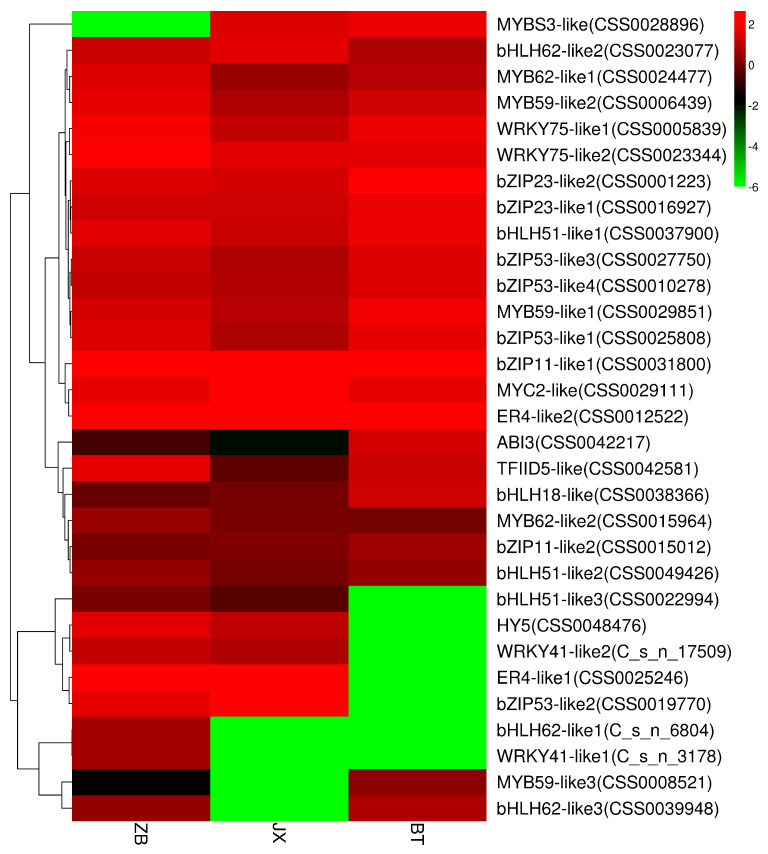 MYBS3-like(CSS0028896)
bHLH62-like2(CSS0023077)
MYB62-like1(CSS0024477)
MYB59-like2(CSS0006439)
WRKY75-like1(CSS0005839)
WRKY75-like2(CSS0023344)
bZIP23-like2(CSS0001223)
bZIP23-like1(CSS0016927)
bHLH51-like1(CSS0037900)
bZIP53-like3(CSS0027750)
bZIP53-like4(CSS0010278)
MYB59-like1(CSS0029851)
bZIP53-like1(CSS0025808)
bZIP11-like1(CSS0031800)
MYC2-like(CSS0029111)
ER4-like2(CSS0012522)
ABI3(CSS0042217)
TFIID5-like(CSS0042581)
bHLH18-like(CSS0038366)
MYB62-like2(CSS0015964)
bZIP11-like2(CSS0015012)
bHLH51-like2(CSS0049426)
bHLH51-like3(CSS0022994)
HY5(CSS0048476)
WRKY41-like2(C_s_n_17509)
ER4-like1(CSS0025246)
bZIP53-like2(CSS0019770)
bHLH62-like1(C_s_n_6804)
WRKY41-like1(C_s_n_3178)
MYB59-like3(CSS0008521)
bHLH62-like3(CSS0039948)
ZB
JX
BT
2
0
-2
-4
-6